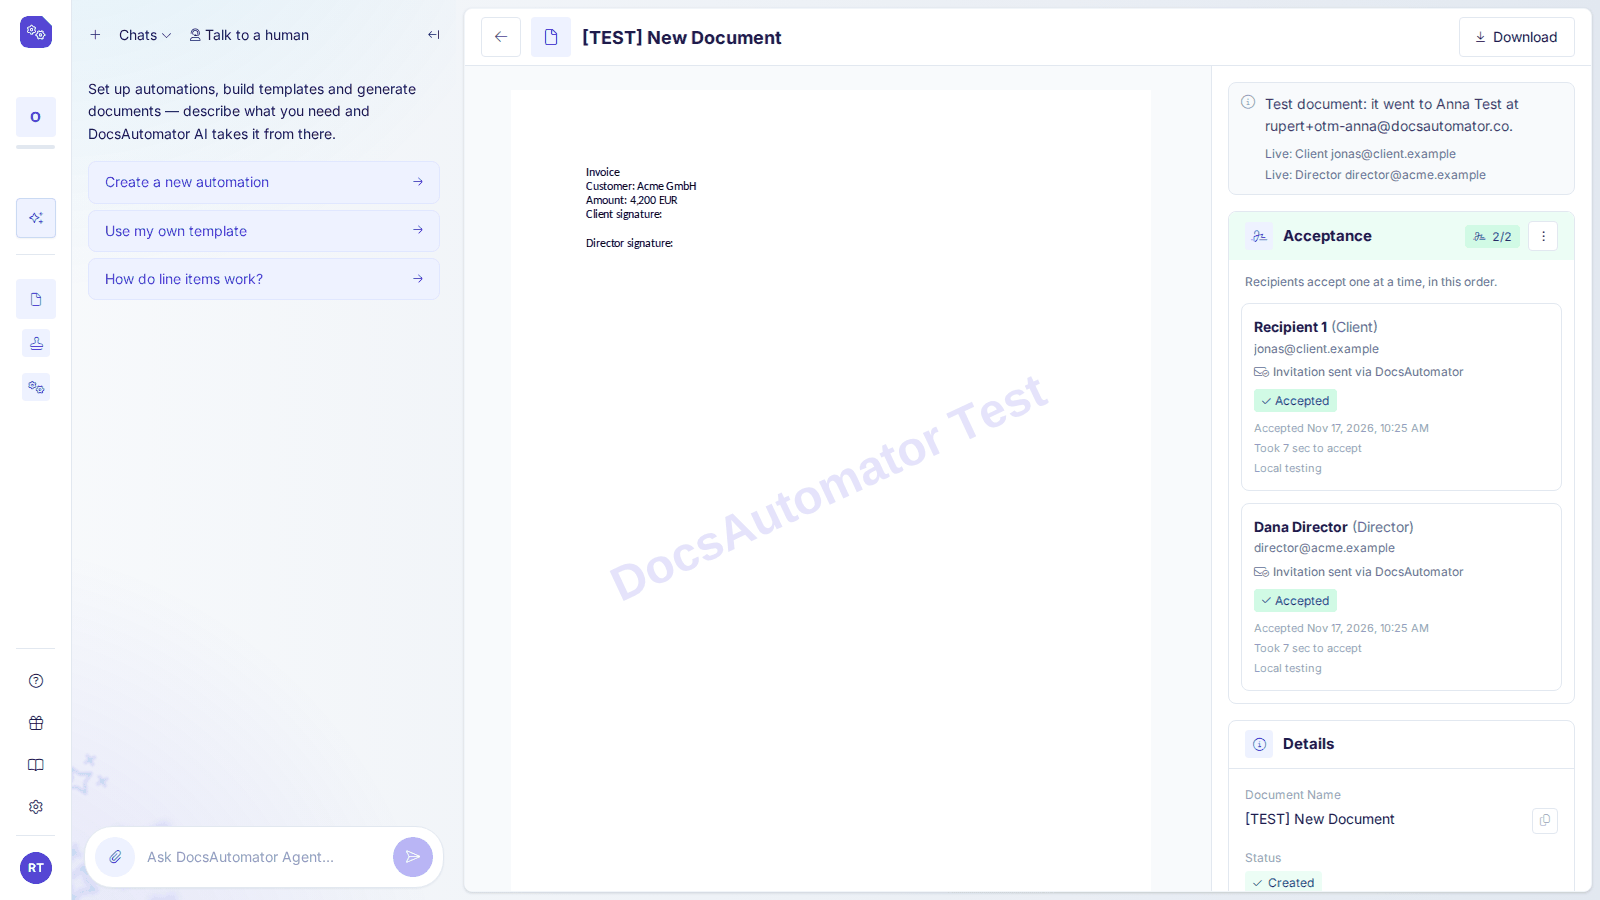 Chats
Talk to a human
Set up automations, build templates and generate
documents — describe what you need and
DocsAutomator AI takes it from there.
Create a new automation
Use my own template
How do line items work?
O
RT
Ask DocsAutomator Agent...
[TEST] New Document
Download
Invoice
Customer: Acme GmbH
Amount: 4,200 EUR
Client signature:
Director signature:
DocsAutomator Test
Test document: it went to Anna Test at
rupert+otm-anna@docsautomator.co.
Live: Client jonas@client.example
Live: Director director@acme.example
Acceptance
2/2
Recipients accept one at a time, in this order.
Recipient 1 (Client)
jonas@client.example
Invitation sent via DocsAutomator
Accepted
Accepted Nov 17, 2026, 10:25 AM
Took 7 sec to accept
Local testing
Dana Director (Director)
director@acme.example
Invitation sent via DocsAutomator
Accepted
Accepted Nov 17, 2026, 10:25 AM
Took 7 sec to accept
Local testing
Details
Document Name
[TEST] New Document
Status
Created